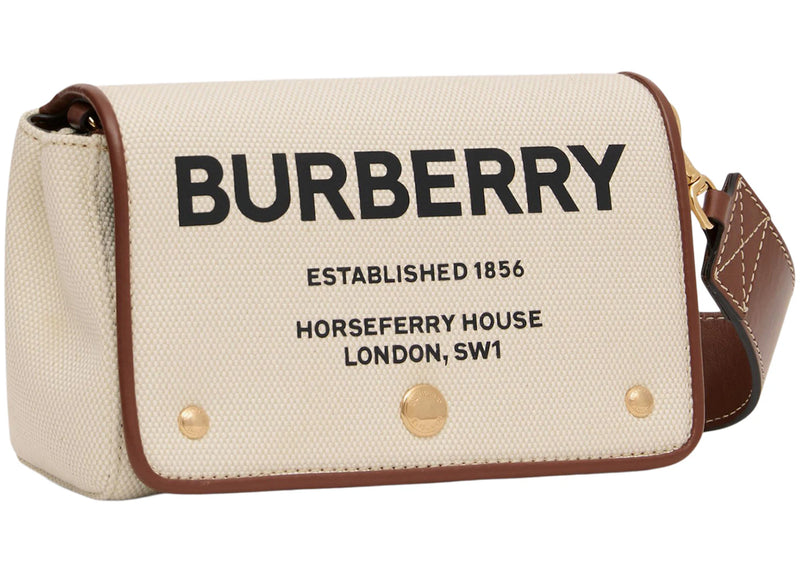 BURBERRY
ESTABLISHED 1856
HORSEFERRY HOUSE
LONDON, SW1